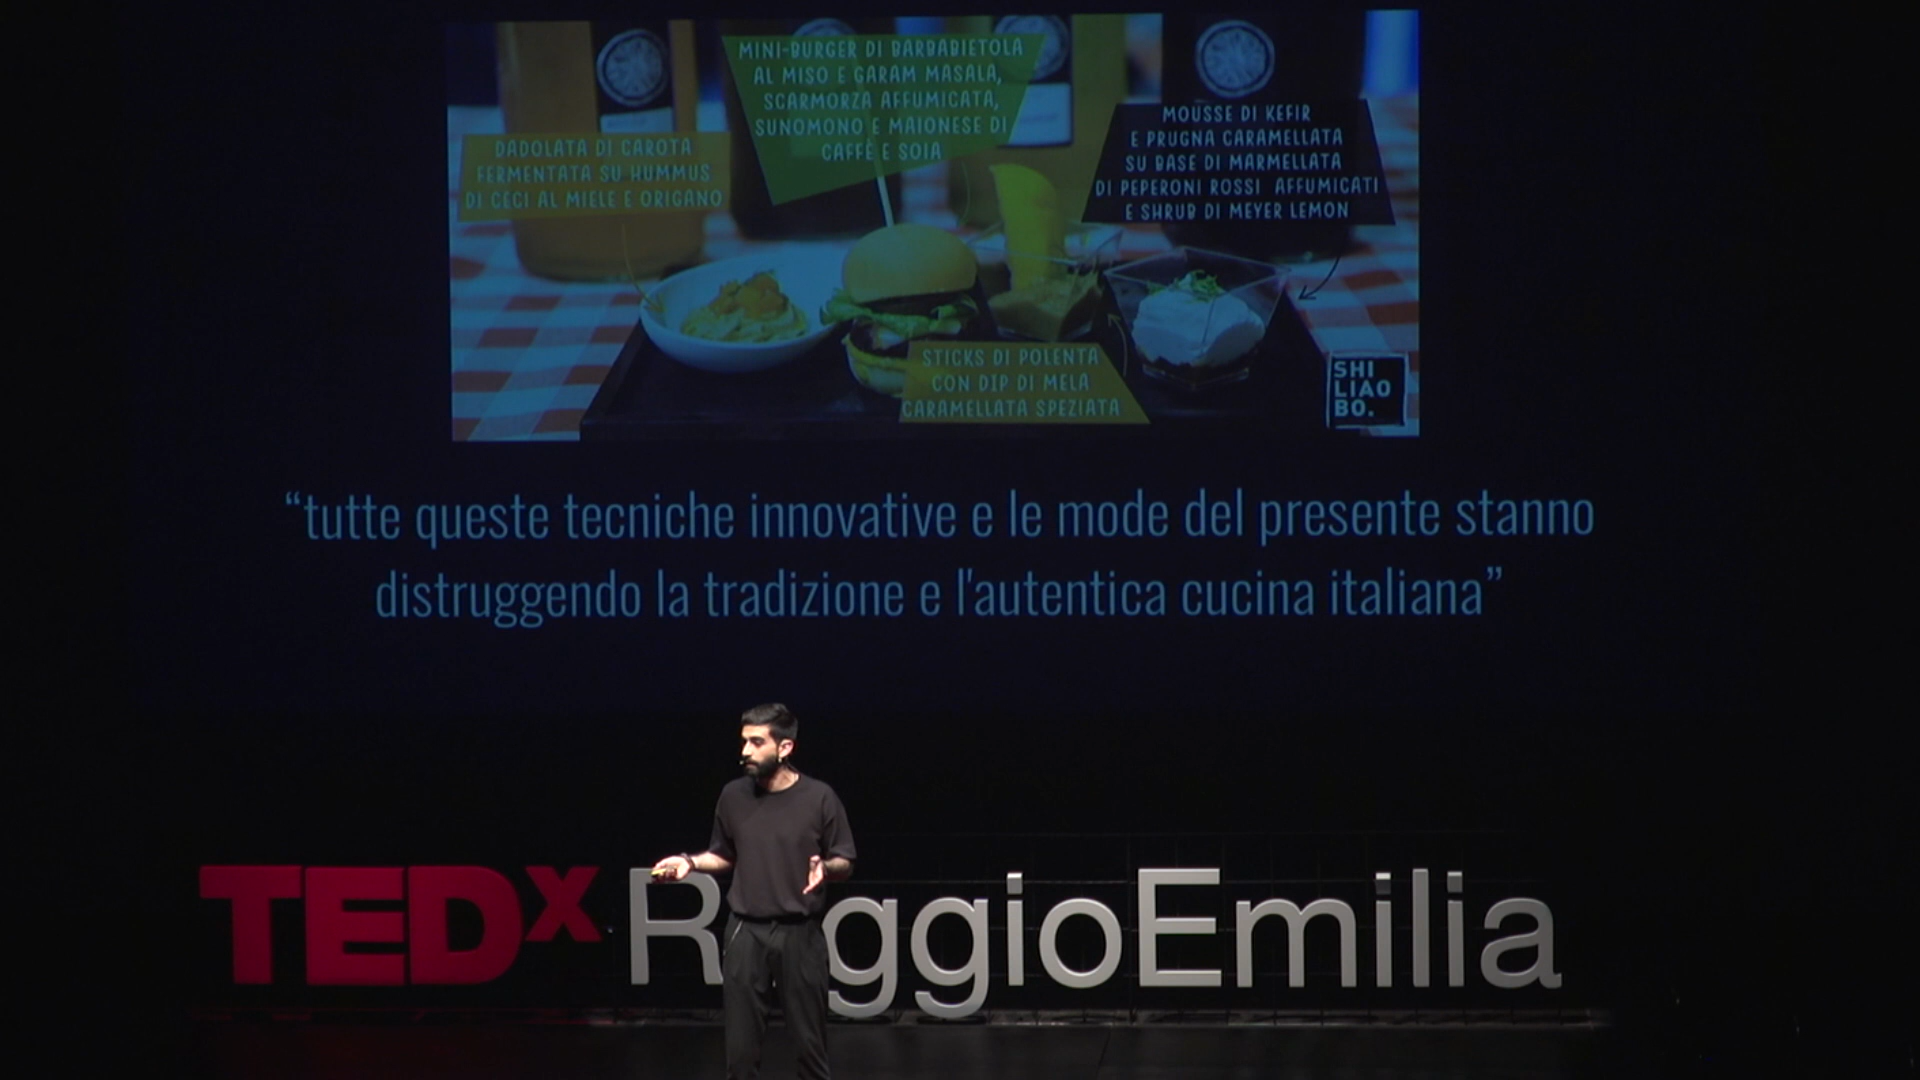 MINI-BURGER DI BARBABIETOLA
AL MISO E GARAM MASALA,
SCARMORZA AFFUMICATA,
SUNOMONO E MAIONESE DI
CAFFÈ E SOIA
DADOLATA DI CAROTA
FERMENTATA SU HUMMUS
DI CECI AL MIELE E ORIGANO
MOUSSE DI KEFIR
E PRUGNA CARAMELLATA
SU BASE DI MARMELLATA
DI PEPERONI ROSSI AFFUMICATI
E SHRUB DI MEYER LEMON
STICKS DI POLENTA
CON DIP DI MELA
CARAMELLATA SPEZIATA
SHI
LIAO
BO.
“tutte queste tecniche innovative e le mode del presente stanno
distruggendo la tradizione e l'autentica cucina italiana”
TEDx R ggioEmilia